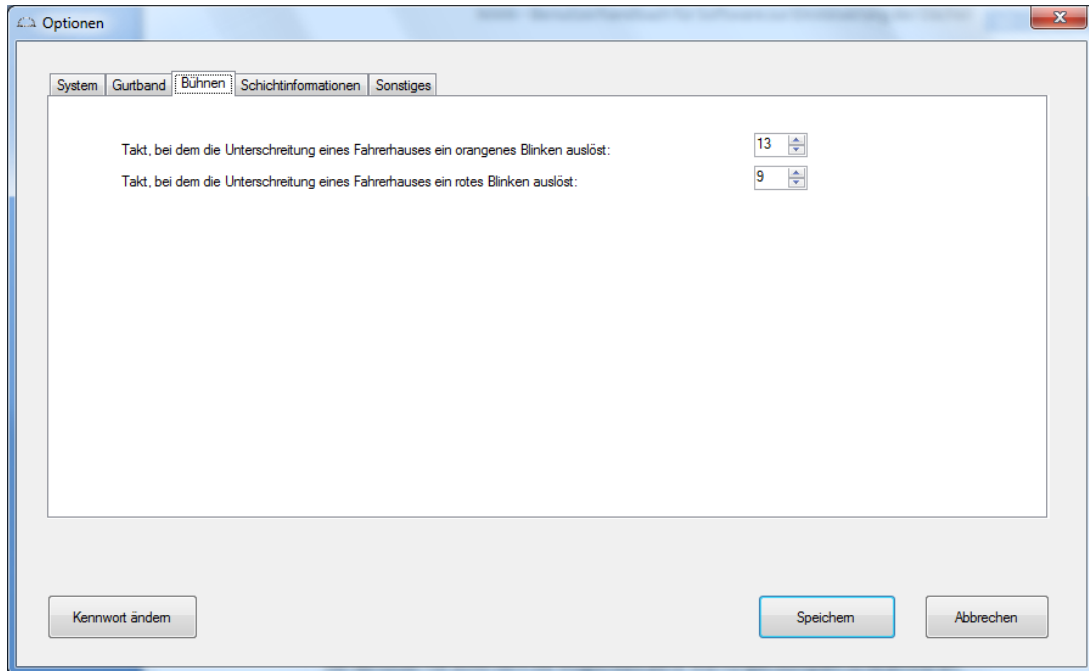 Optionen
System Gurtband Bühnen Schichtinformationen Sonstiges
Takt, bei dem die Unterschreitung eines Fahrerhauses ein orangenes Blinken auslöst: 13
Takt, bei dem die Unterschreitung eines Fahrerhauses ein rotes Blinken auslöst: 9
Kennwort ändern Speichern Abbrechen